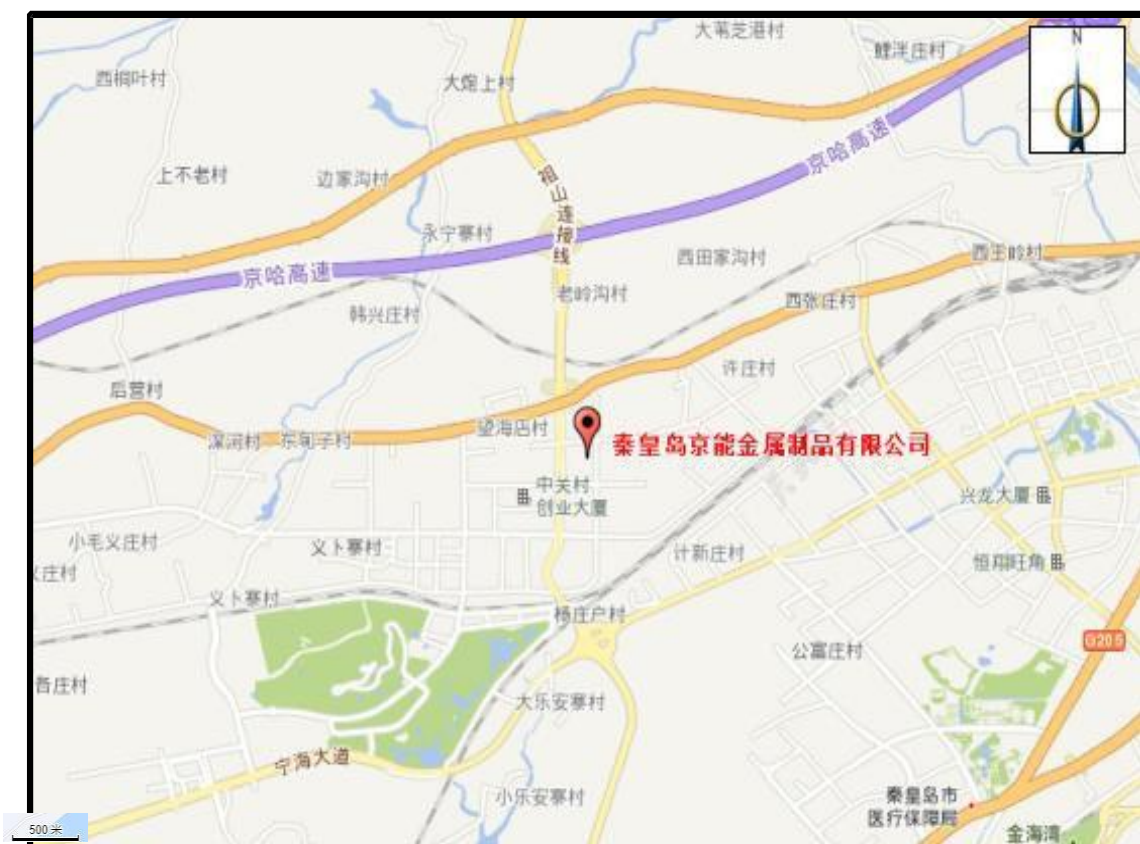 大苇芝港村
N
鲤泮庄村
西桐叶村
大炮上村
京哈高速
上不老村
边家沟村
祖山连接线
永宁寨村
西王岭村
西田家沟村
京哈高速
老岭沟村
西张庄村
韩兴庄村
许庄村
后营村
望海店村
深河村
东甸子村
秦皇岛京能金属制品有限公司
中关村
创业大厦
兴龙大厦
小毛义庄村
义卜寨村
计新庄村
恒翔旺角
义庄村
义卜寨村
杨庄户村
G205
公富庄村
各庄村
大乐安寨村
宁海大道
小乐安寨村
秦皇岛市
医疗保障局
500 米
金海湾